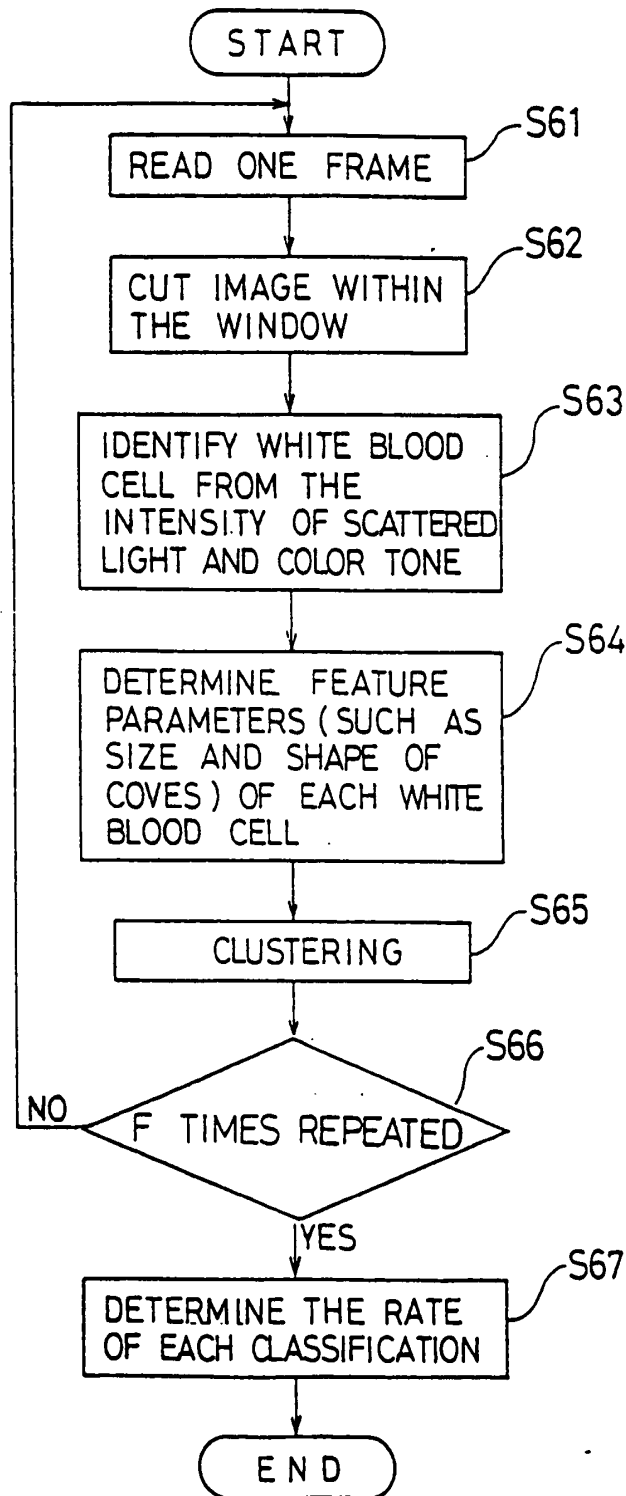 START
S61
READ ONE FRAME
S62
CUT IMAGE WITHIN
THE WINDOW
S63
IDENTIFY WHITE BLOOD
CELL FROM THE
INTENSITY OF SCATTERED
LIGHT AND COLOR TONE
S64
DETERMINE FEATURE
PARAMETERS (SUCH AS
SIZE AND SHAPE OF
COVES) OF EACH WHITE
BLOOD CELL
S65
CLUSTERING
S66
NO
F TIMES REPEATED
YES
S67
DETERMINE THE RATE
OF EACH CLASSIFICATION
END